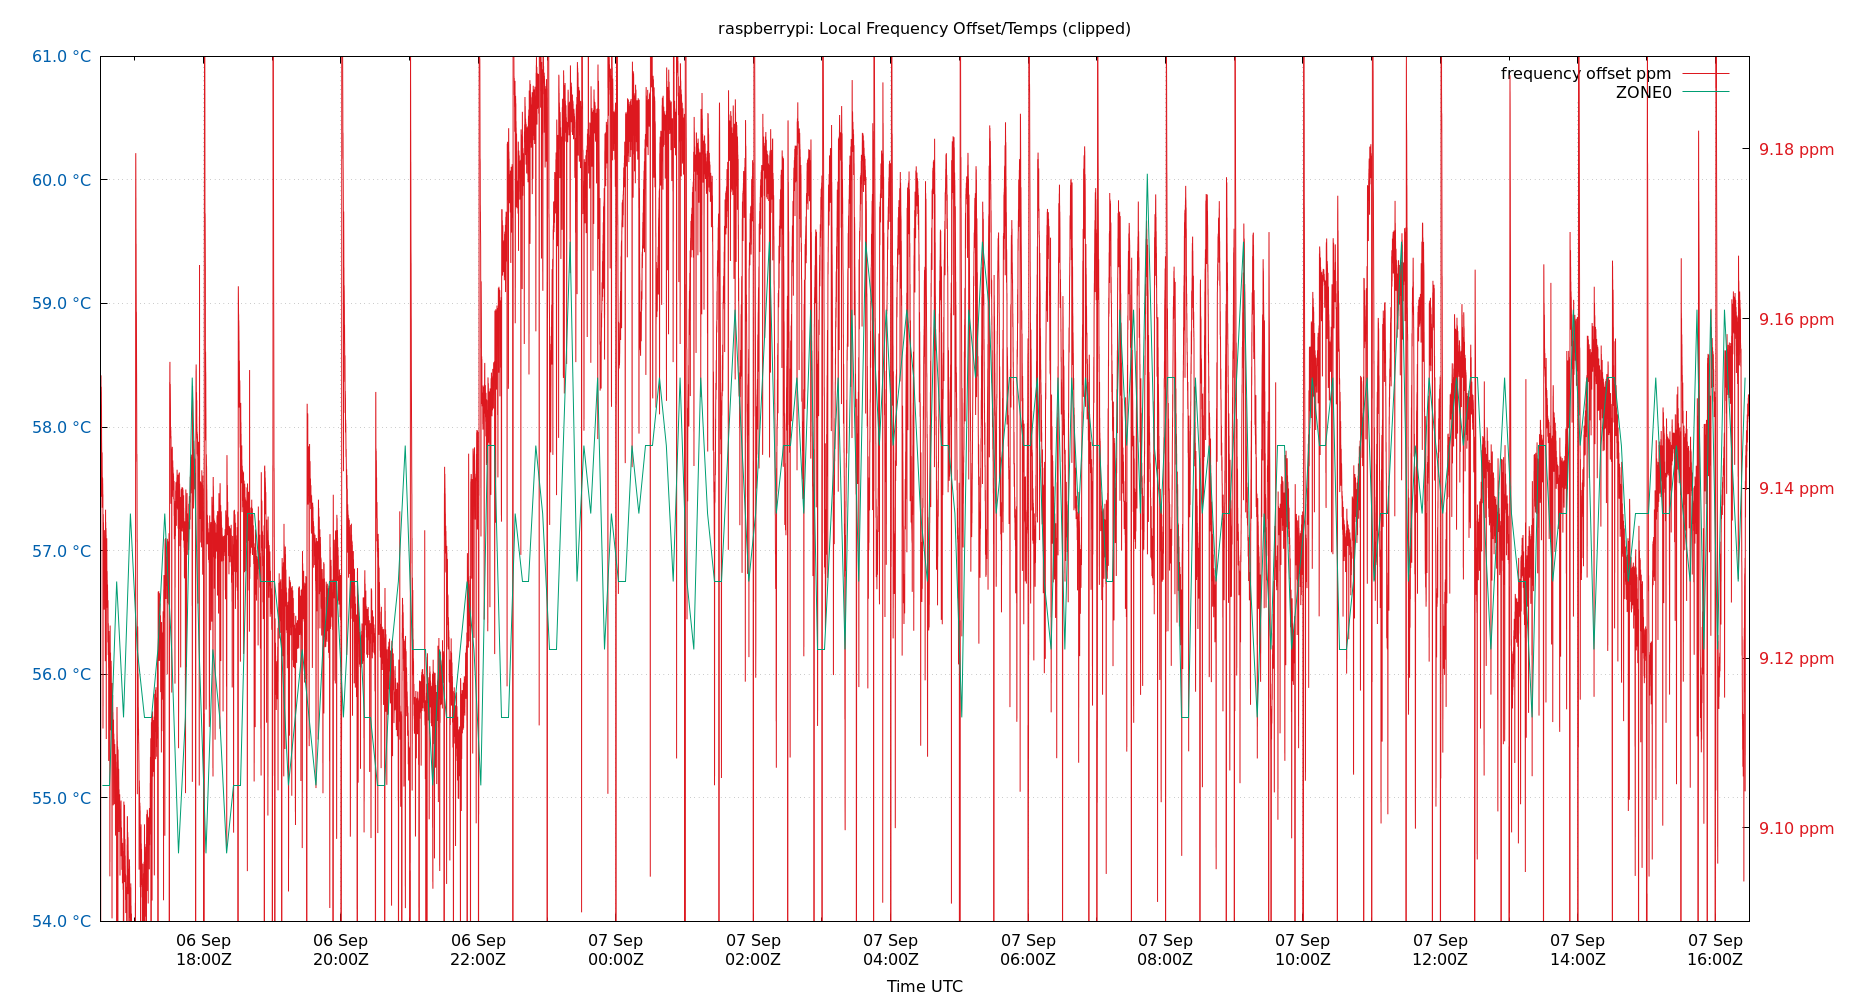 raspberrypi: Local Frequency Offset/Temps (clipped)
frequency offset ppm
ZONE0
61.0 °C
60.0 °C
59.0 °C
58.0 °C
57.0 °C
56.0 °C
55.0 °C
54.0 °C
9.18 ppm
9.16 ppm
9.14 ppm
9.12 ppm
9.10 ppm
06 Sep 06 Sep 06 Sep 07 Sep 07 Sep 07 Sep 07 Sep 07 Sep 07 Sep 07 Sep 07 Sep 07 Sep
18:00Z 20:00Z 22:00Z 00:00Z 02:00Z 04:00Z 06:00Z 08:00Z 10:00Z 12:00Z 14:00Z 16:00Z
Time UTC